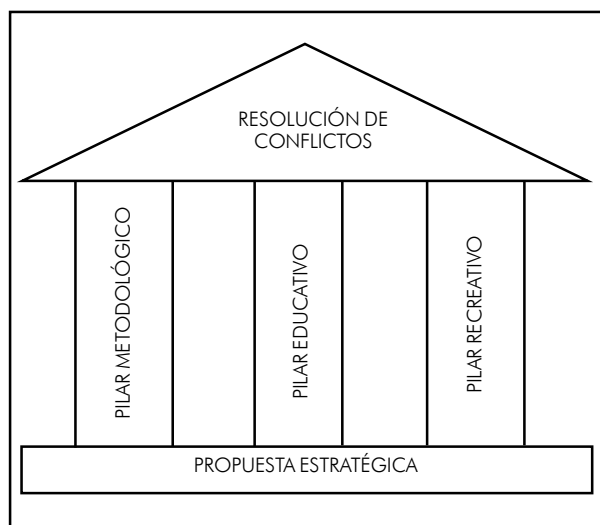 RESOLUCIÓN DE
CONFLICTOS
PILAR METODOLÓGICO
PILAR EDUCATIVO
PILAR RECREATIVO
PROPUESTA ESTRATÉGICA